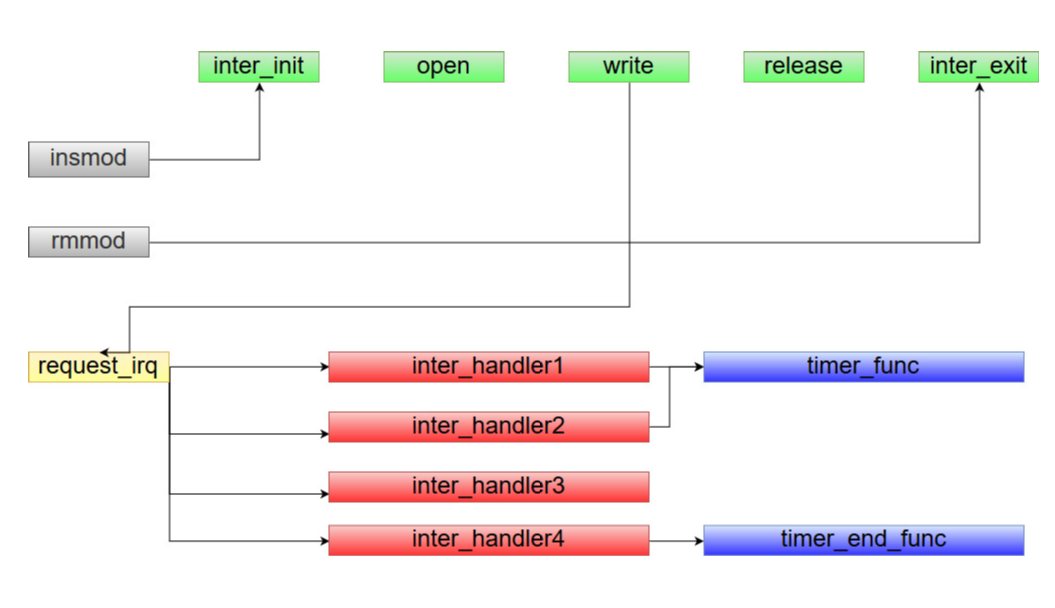 inter_init
open
write
release
inter_exit
insmod
rmmod
request_irq
inter_handler1
timer_func
inter_handler2
inter_handler3
inter_handler4
timer_end_func